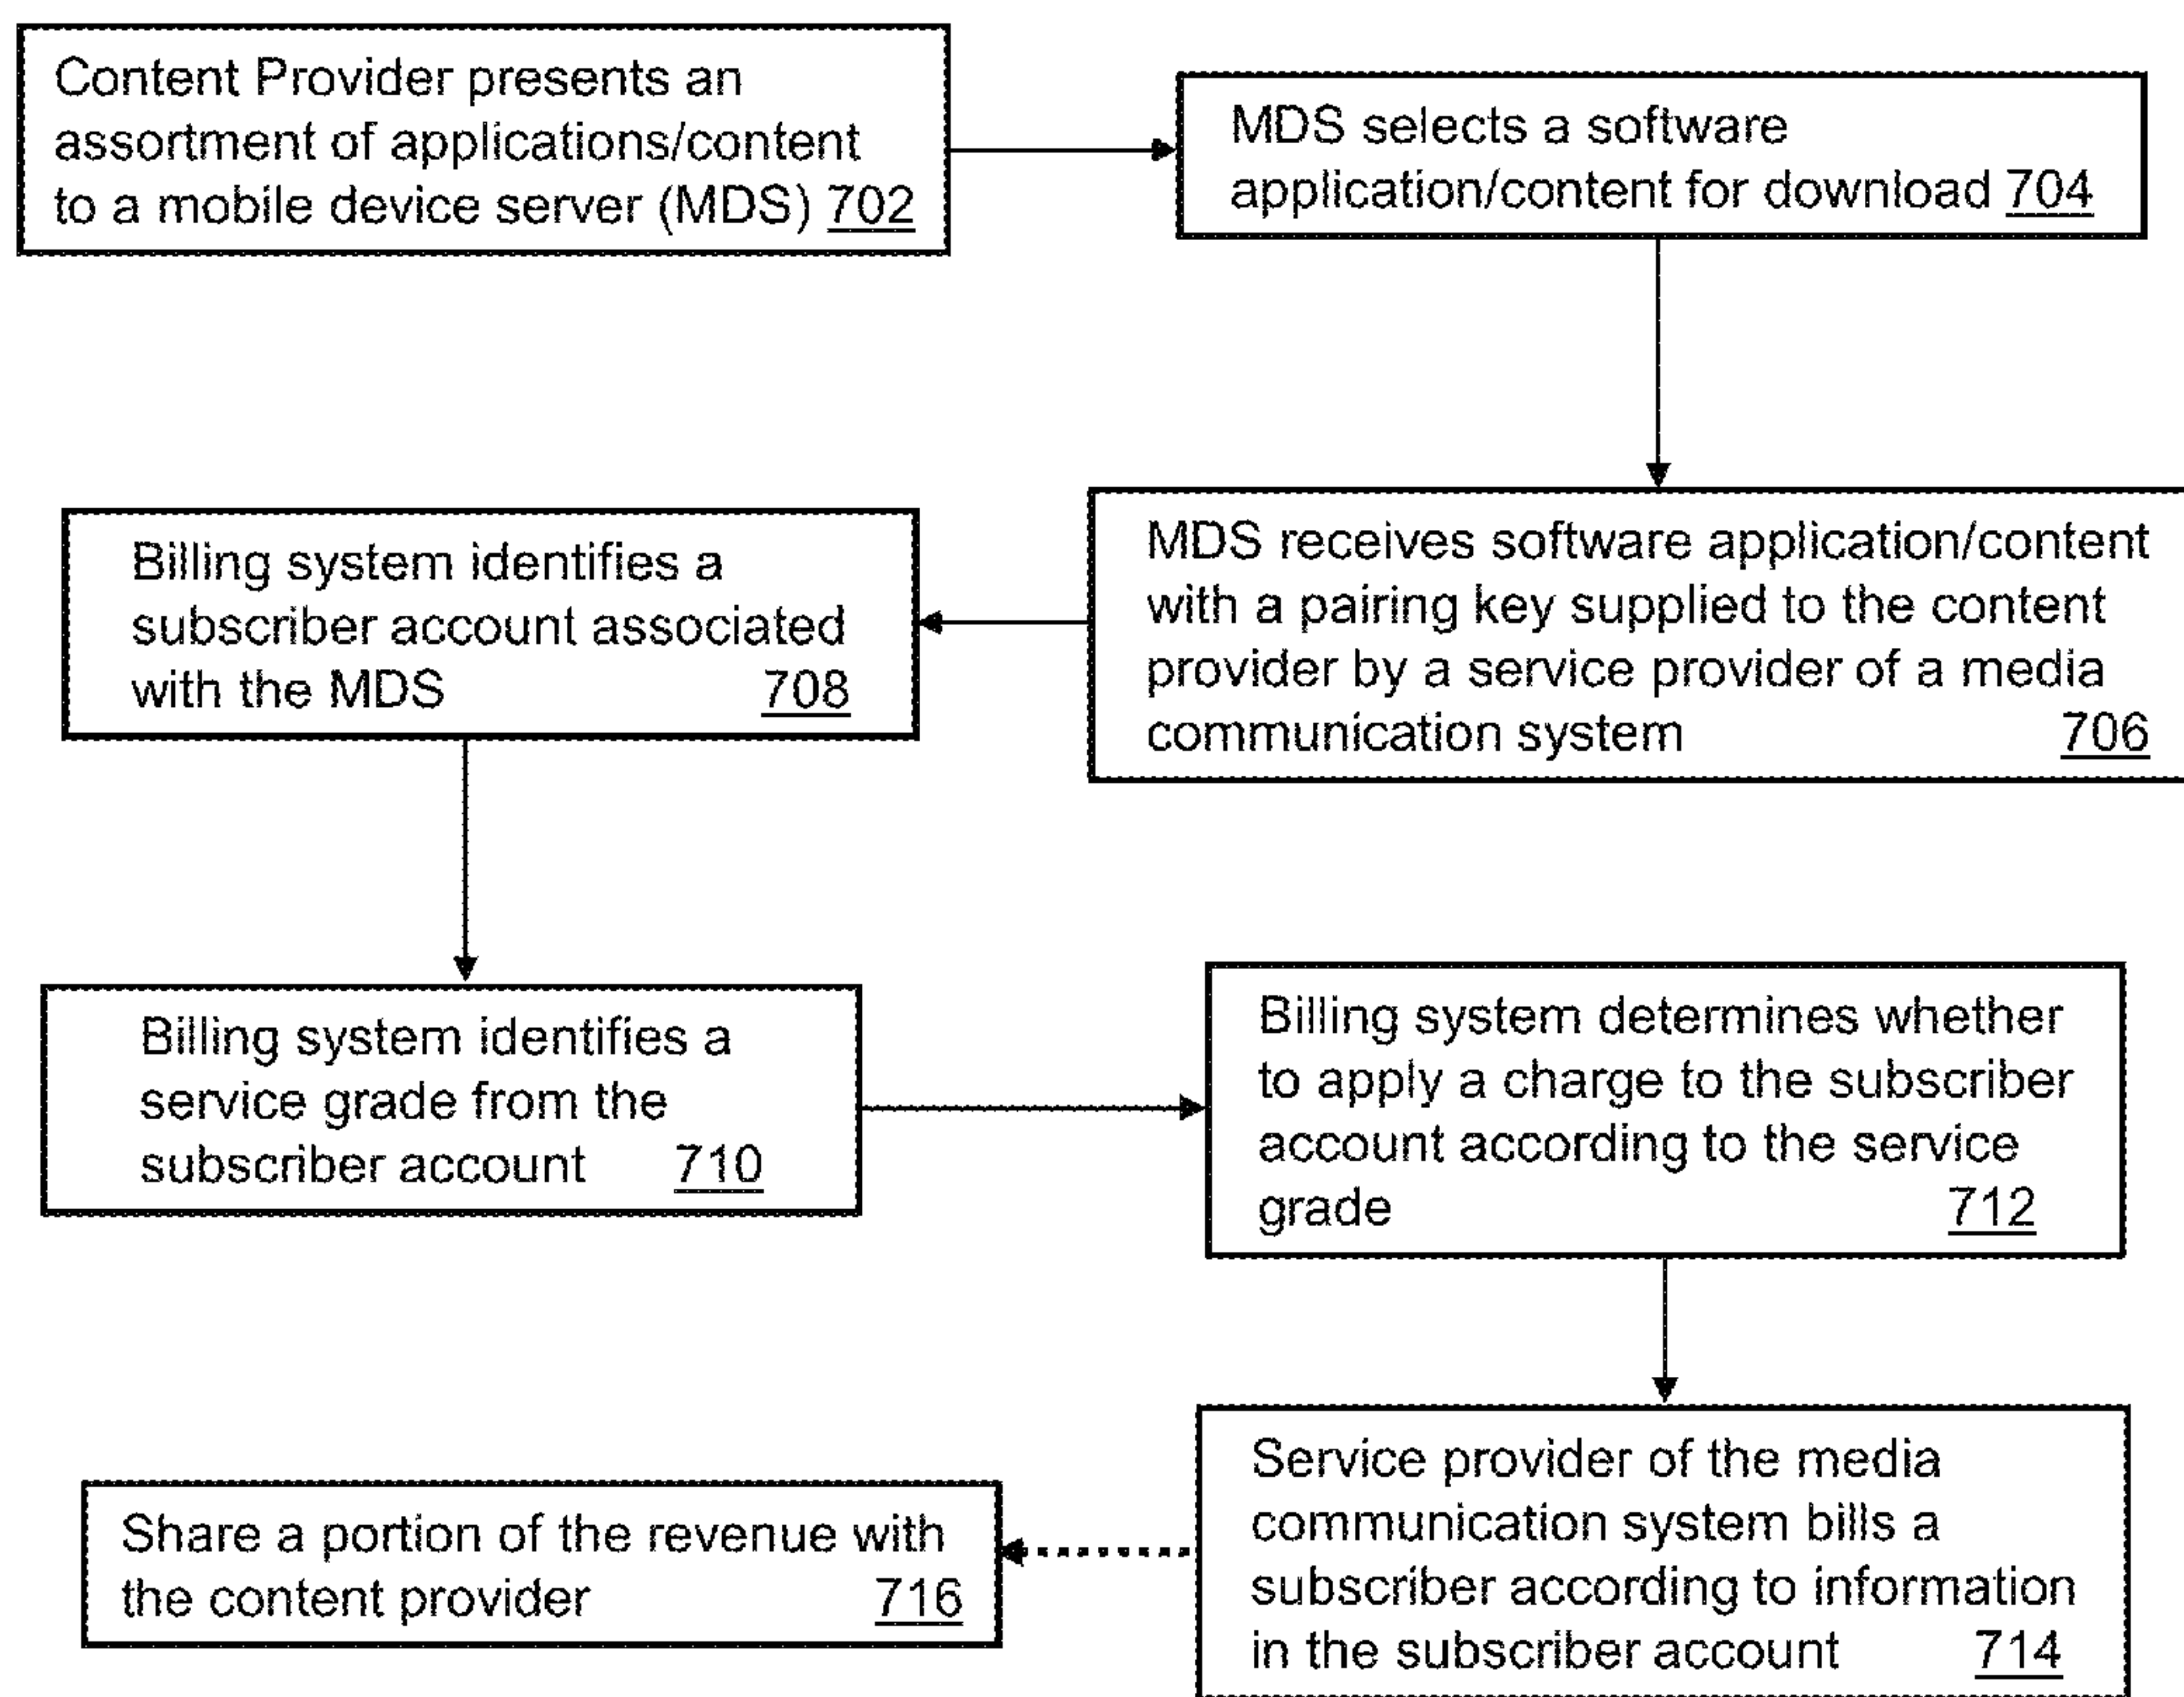 Content Provider presents an
assortment of applications/content
to a mobile device server (MDS) 702
MDS selects a software
application/content for download 704
MDS receives software application/content
with a pairing key supplied to the content
provider by a service provider of a media
communication system 706
Billing system identifies a
subscriber account associated
with the MDS 708
Billing system identifies a
service grade from the
subscriber account 710
Billing system determines whether
to apply a charge to the subscriber
account according to the service
grade 712
Service provider of the media
communication system bills a
subscriber according to information
in the subscriber account 714
Share a portion of the revenue with
the content provider 716